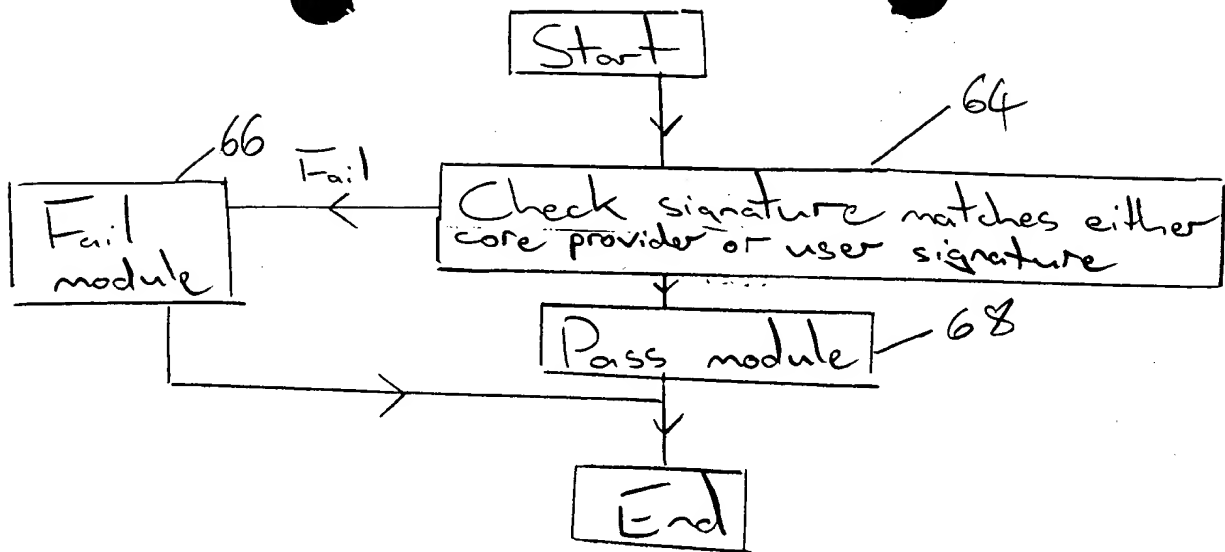 Start
64
66
Fail
Check signature matches either
core provider or user signature
Fail
module
Pass module
68
End